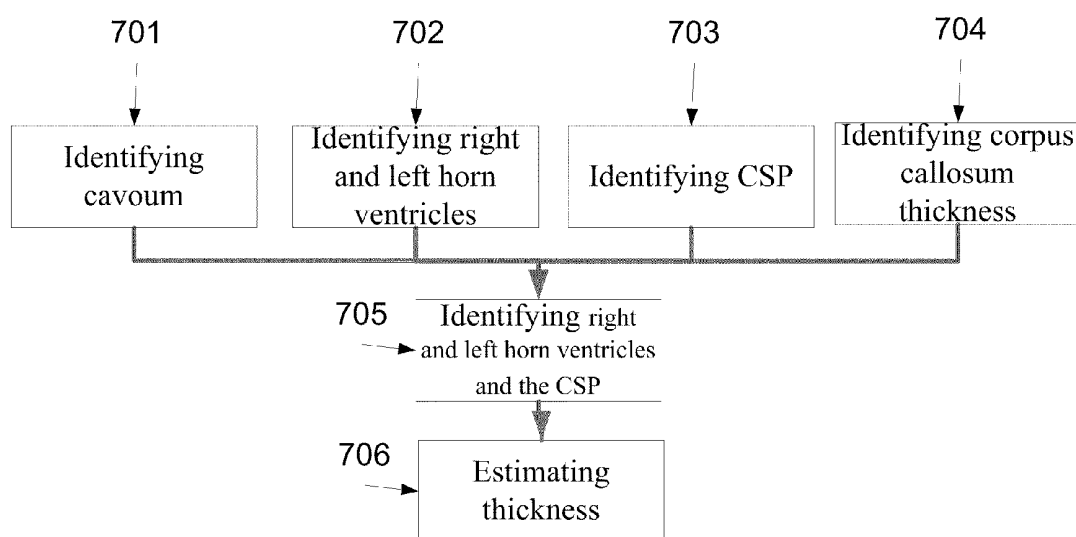 701
702
703
704
Identifying
cavoum
Identifying right
and left horn
ventricles
Identifying CSP
Identifying corpus
callosum
thickness
705
Identifying right
and left horn ventricles
and the CSP
706
Estimating
thickness